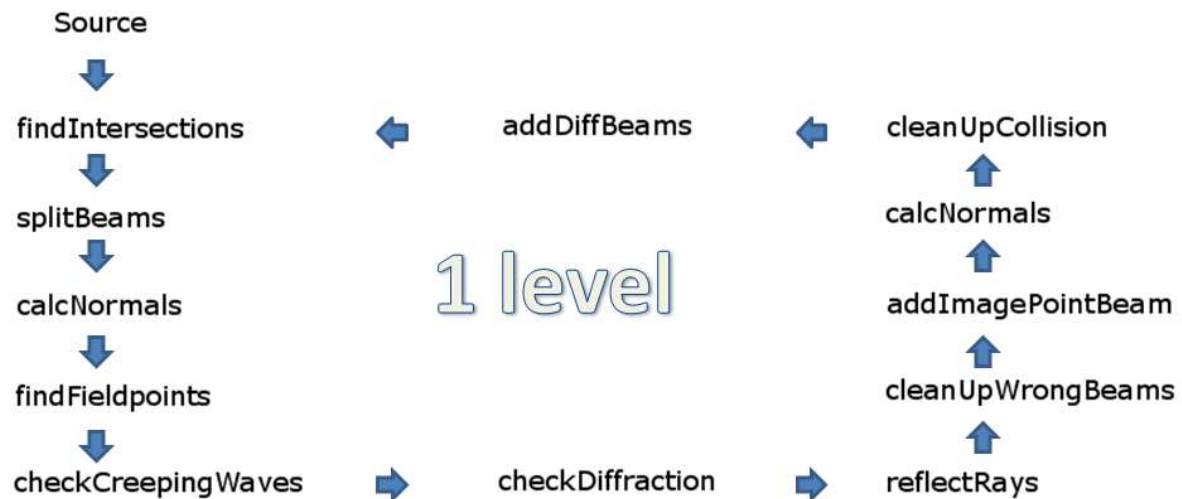 Source
findIntersections
addDiffBeams
cleanUpCollision
splitBeams
calcNormals
1 level
calcNormals
addImagePointBeam
findFieldpoints
cleanUpWrongBeams
checkCreepingWaves
checkDiffraction
reflectRays